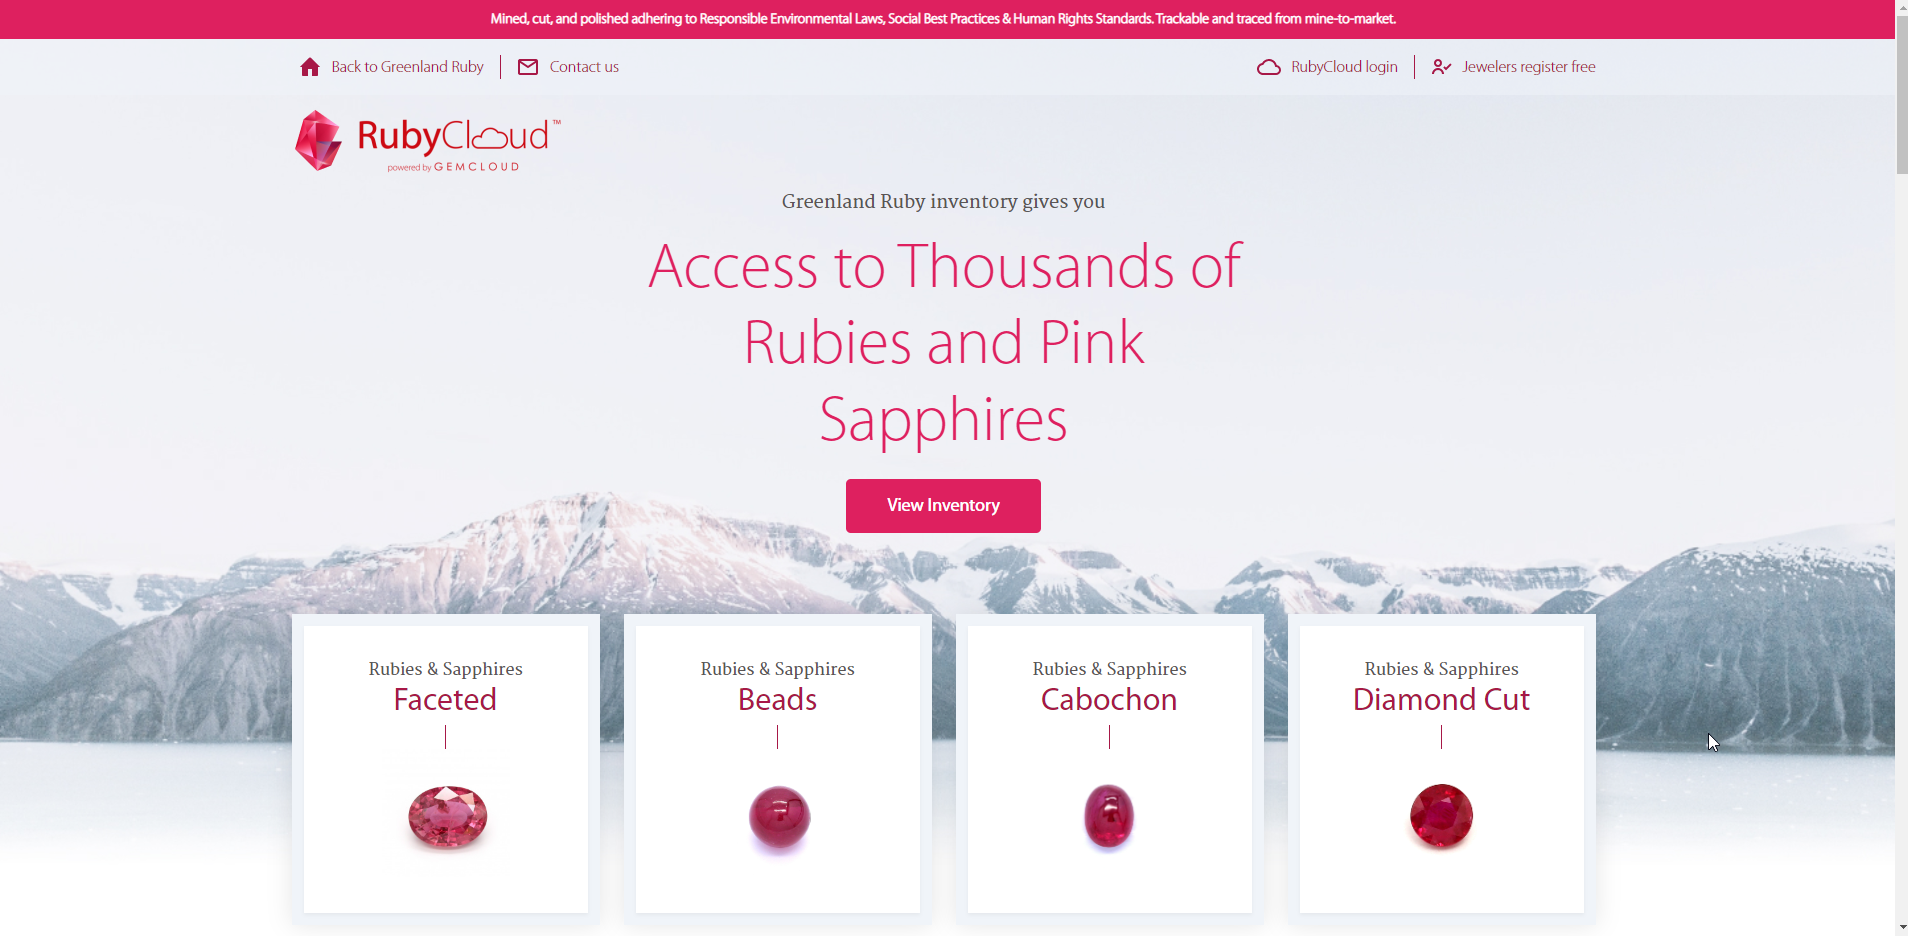 Mined, cut, and polished adhering to Responsible Environmental Laws, Social Best Practices & Human Rights Standards. Trackable and traced from mine-to-market.
Back to Greenland Ruby
Contact us
RubyCloud login
Jewelers register free
RubyCloud™
powered by GEMCLOUD
Greenland Ruby inventory gives you
Access to Thousands of
Rubies and Pink
Sapphires
View Inventory
Rubies & Sapphires
Faceted
Rubies & Sapphires
Beads
Rubies & Sapphires
Cabochon
Rubies & Sapphires
Diamond Cut